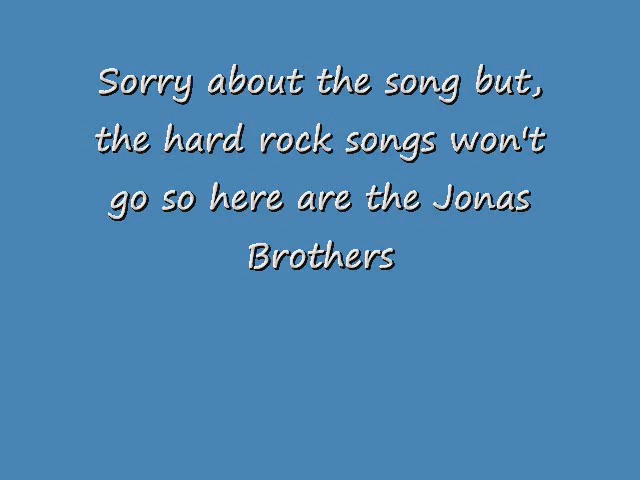 Sorry about the song but,
the hard rock songs won't
go so here are the Jonas
Brothers